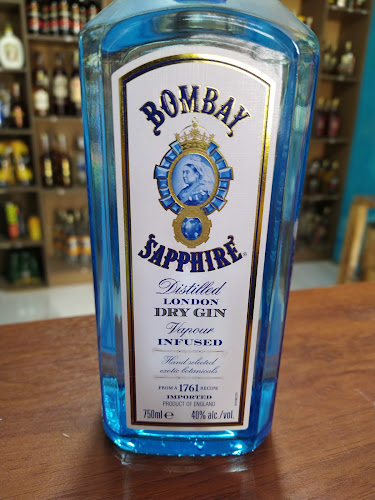 BOMBAY
SAPPHIRE®
Distilled
LONDON
DRY GIN
Vapour
INFUSED
Hand selected
exotic botanicals
FROM A 1761 RECIPE
IMPORTED
PRODUCT OF ENGLAND
750ml ℮ 40% alc./vol.